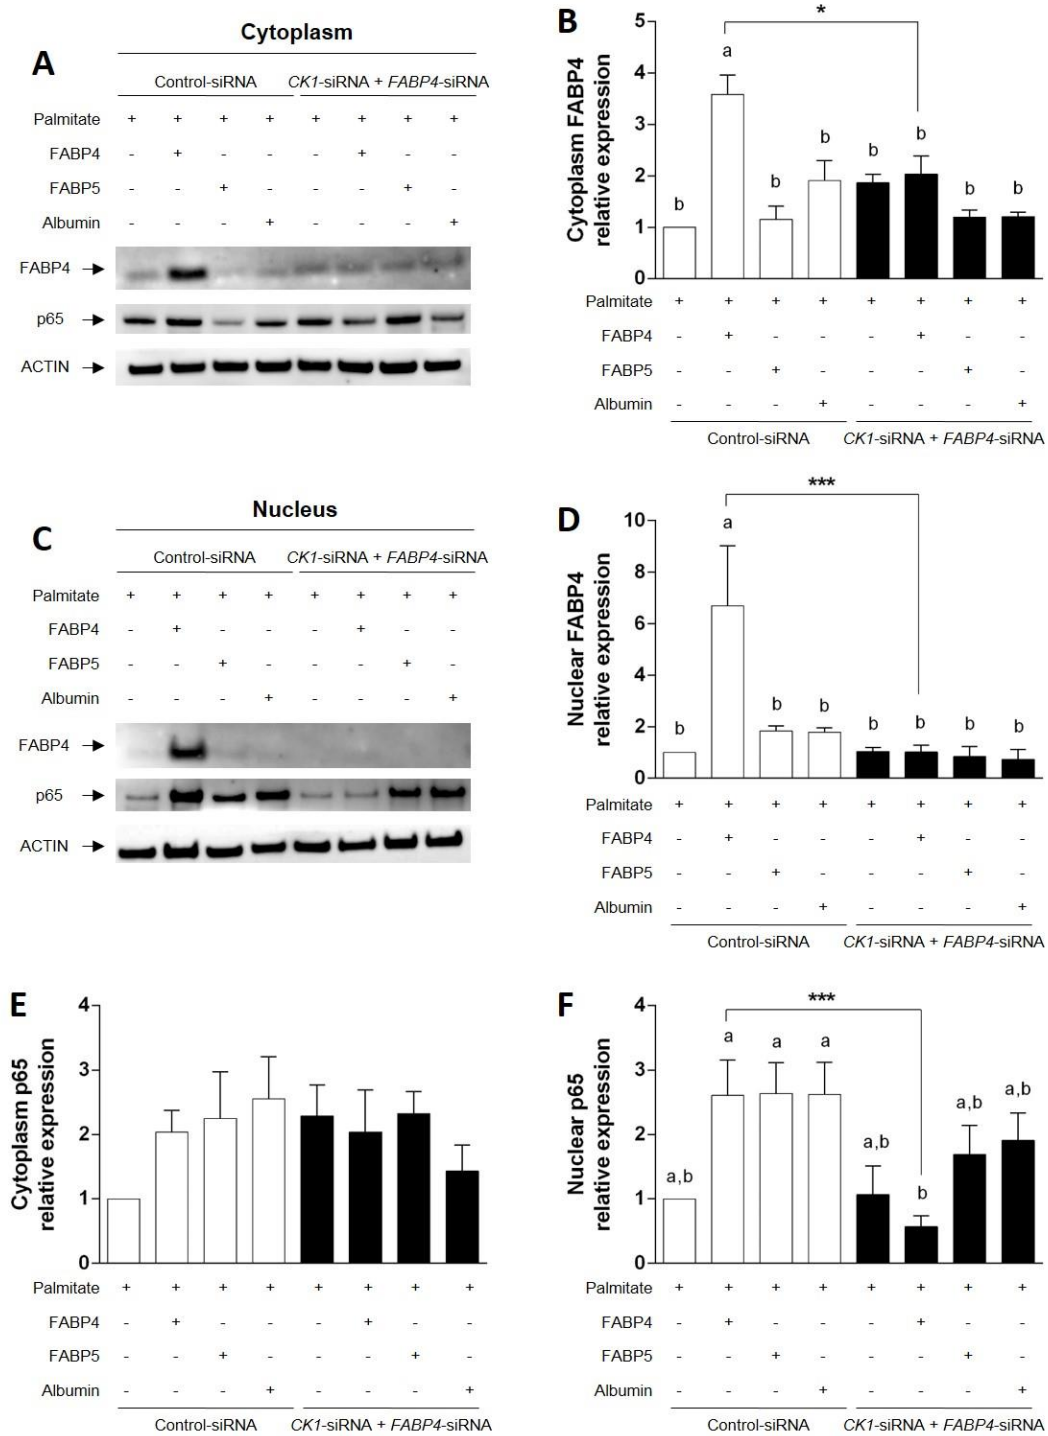 A
Cytoplasm
Control-siRNA CK1-siRNA + FABP4-siRNA
Palmitate + + + + + + + +
FABP4 - + - - - + - -
FABP5 - - + - - - + -
Albumin - - - + - - - +
FABP4
p65
ACTIN
B
Cytoplasm FABP4
relative expression
5
4
3
2
1
0
*
b a b b b b b b
Palmitate + + + + + + + +
FABP4 - + - - - + - -
FABP5 - - + - - - + -
Albumin - - - + - - - +
Control-siRNA CK1-siRNA + FABP4-siRNA
C
Nucleus
Control-siRNA CK1-siRNA + FABP4-siRNA
Palmitate + + + + + + + +
FABP4 - + - - - + - -
FABP5 - - + - - - + -
Albumin - - - + - - - +
FABP4
p65
ACTIN
D
Nuclear FABP4
relative expression
10
8
6
4
2
0
***
b a b b b b b b
Palmitate + + + + + + + +
FABP4 - + - - - + - -
FABP5 - - + - - - + -
Albumin - - - + - - - +
Control-siRNA CK1-siRNA + FABP4-siRNA
E
Cytoplasm p65
relative expression
4
3
2
1
0
Palmitate + + + + + + + +
FABP4 - + - - - + - -
FABP5 - - + - - - + -
Albumin - - - + - - - +
Control-siRNA CK1-siRNA + FABP4-siRNA
F
Nuclear p65
relative expression
4
3
2
1
0
***
a,b a a a a,b b a,b a,b
Palmitate + + + + + + + +
FABP4 - + - - - + - -
FABP5 - - + - - - + -
Albumin - - - + - - - +
Control-siRNA CK1-siRNA + FABP4-siRNA